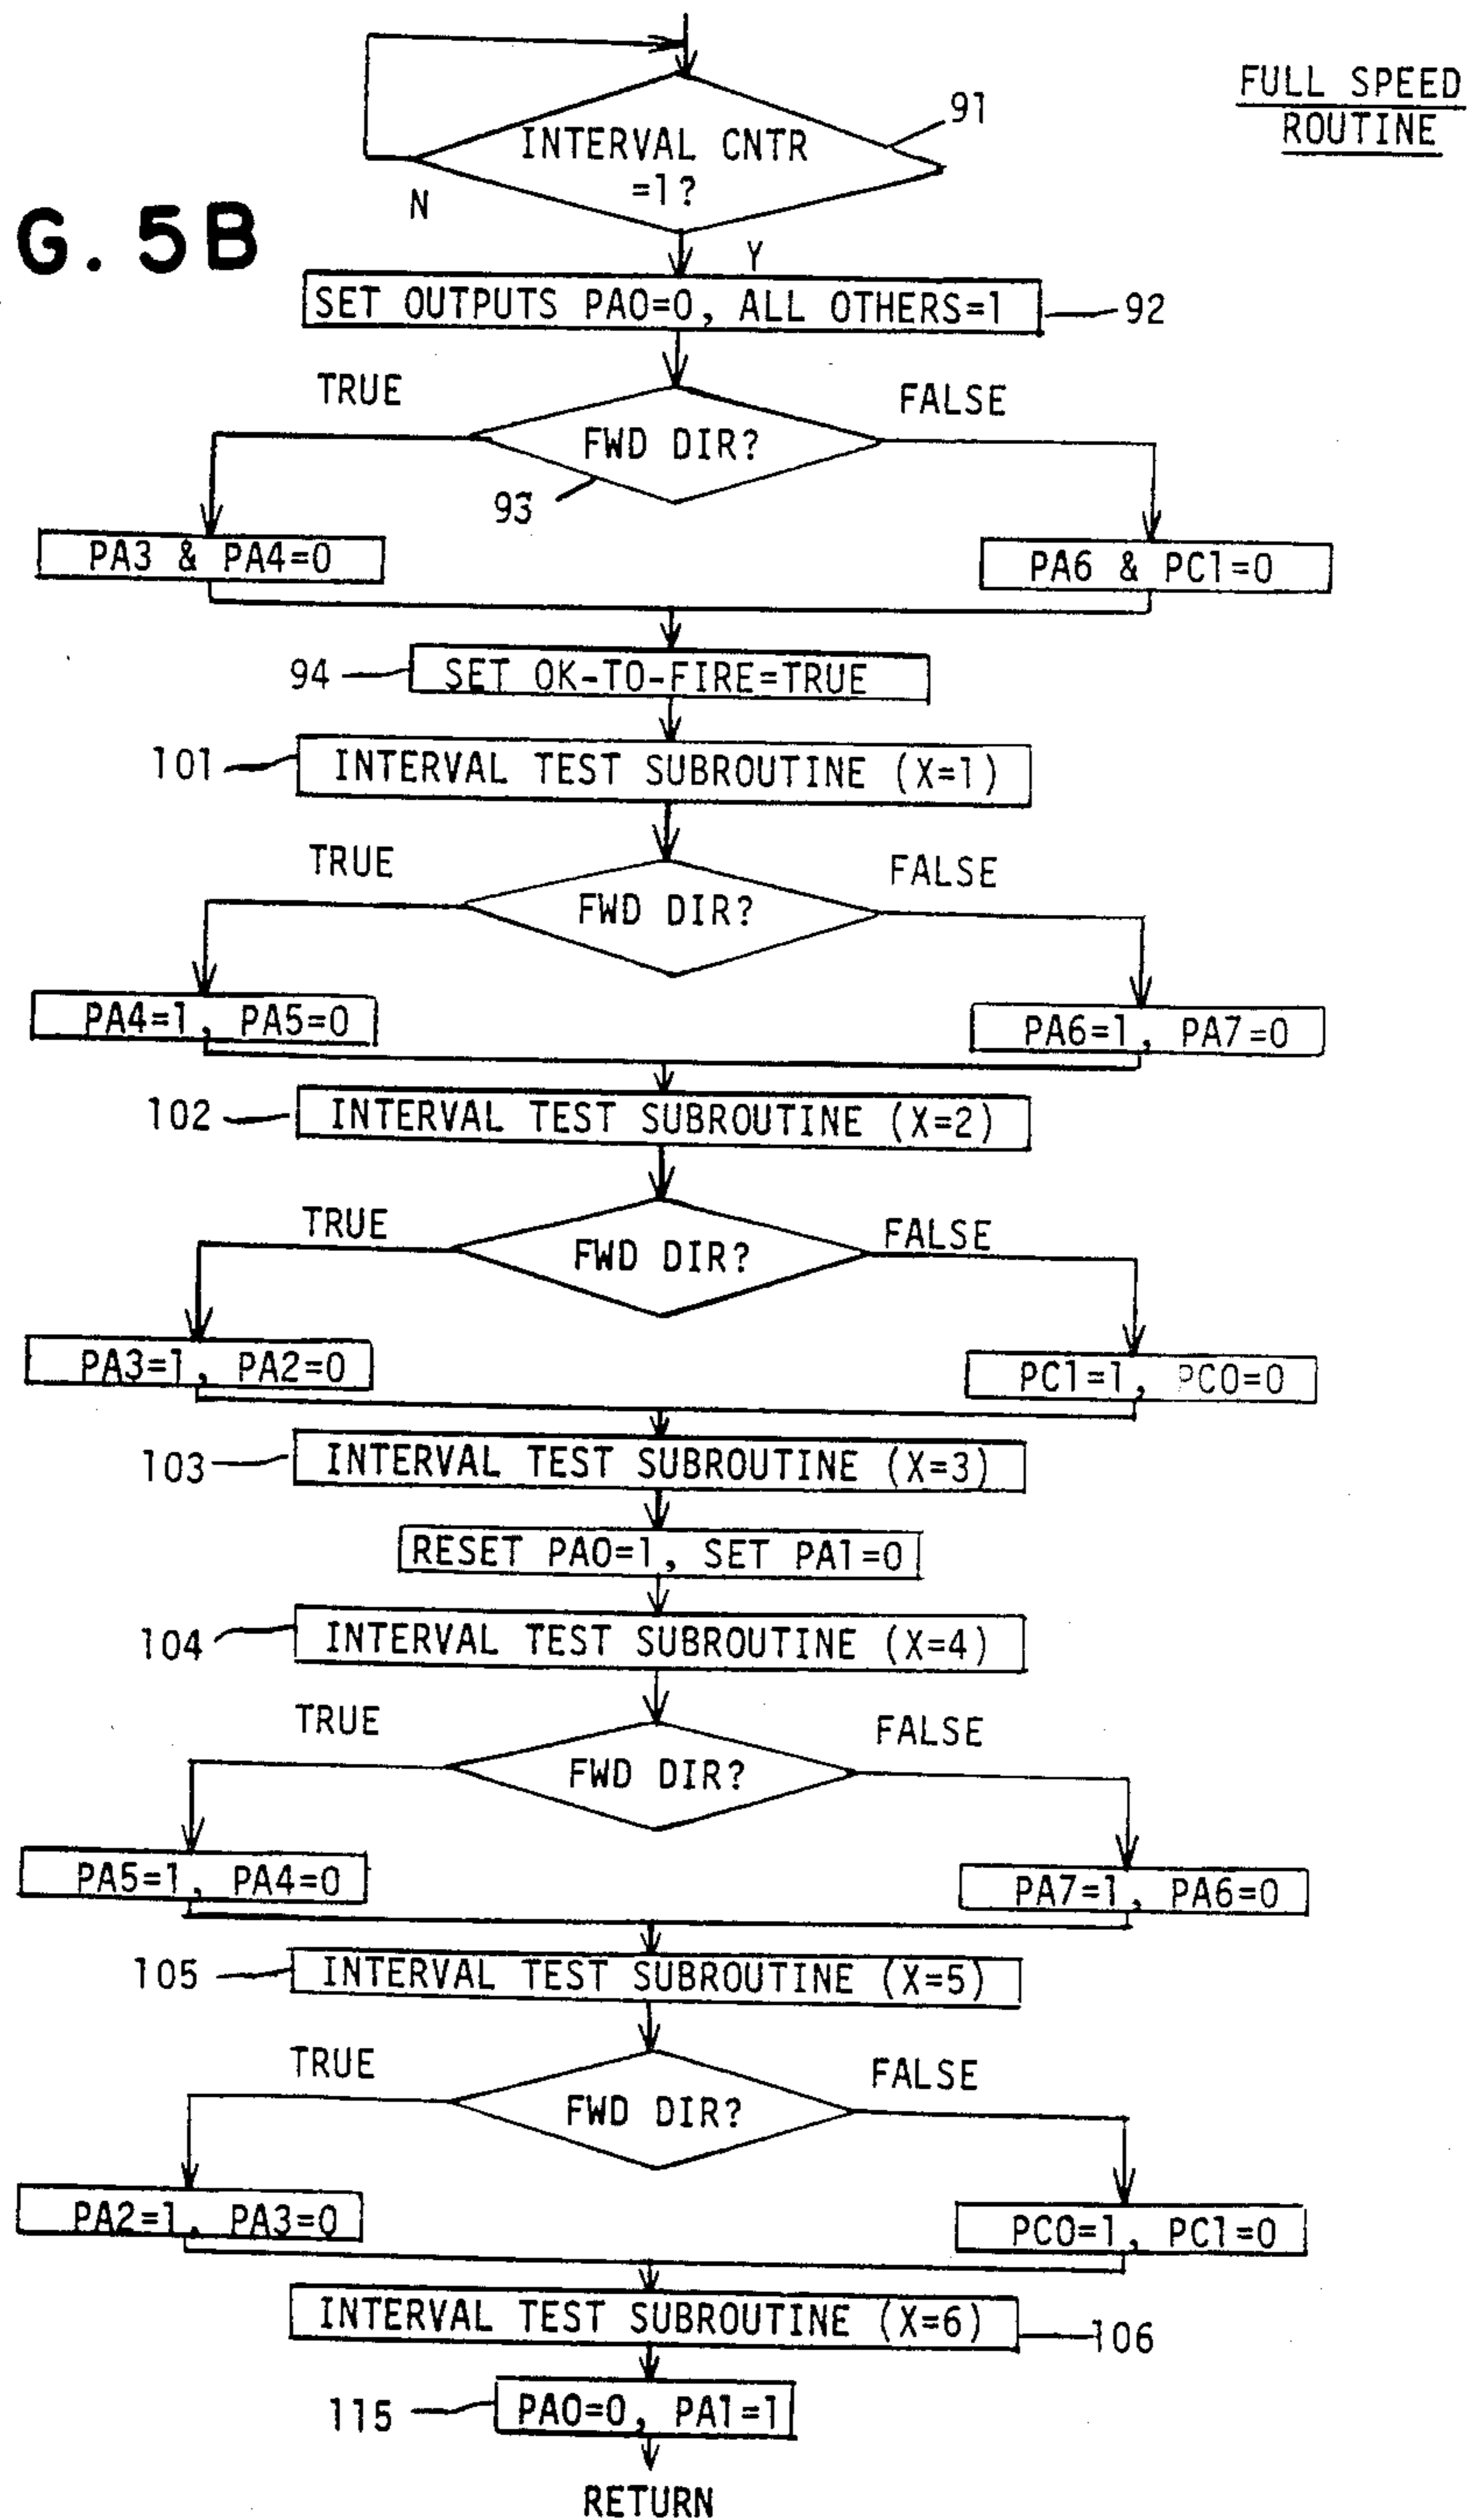 FULL SPEED
ROUTINE
G. 5B
91
INTERVAL CNTR
=1?
N
Y
SET OUTPUTS PA0=0, ALL OTHERS=1
92
TRUE
FALSE
FWD DIR?
93
PA3 & PA4=0
PA6 & PC1=0
94
SET OK-TO-FIRE=TRUE
101
INTERVAL TEST SUBROUTINE (X=1)
TRUE
FALSE
FWD DIR?
PA4=1, PA5=0
PA6=1, PA7=0
102
INTERVAL TEST SUBROUTINE (X=2)
TRUE
FALSE
FWD DIR?
PA3=1, PA2=0
PC1=1, PC0=0
103
INTERVAL TEST SUBROUTINE (X=3)
RESET PA0=1, SET PA1=0
104
INTERVAL TEST SUBROUTINE (X=4)
TRUE
FALSE
FWD DIR?
PA5=1, PA4=0
PA7=1, PA6=0
105
INTERVAL TEST SUBROUTINE (X=5)
TRUE
FALSE
FWD DIR?
PA2=1, PA3=0
PC0=1, PC1=0
INTERVAL TEST SUBROUTINE (X=6)
106
115
PA0=0, PA1=1
RETURN